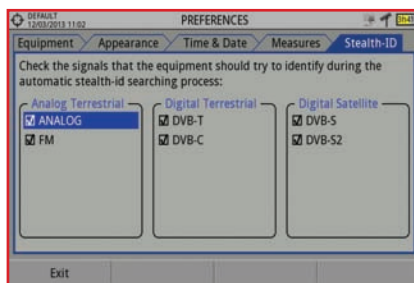 DEFAULT
12/03/2013 11:02
PREFERENCES
Equipment Appearance Time & Date Measures Stealth-ID
Check the signals that the equipment should try to identify during the
automatic stealth-id searching process:
Analog Terrestrial Digital Terrestrial Digital Satellite
ANALOG DVB-T DVB-S
FM DVB-C DVB-S2
Exit